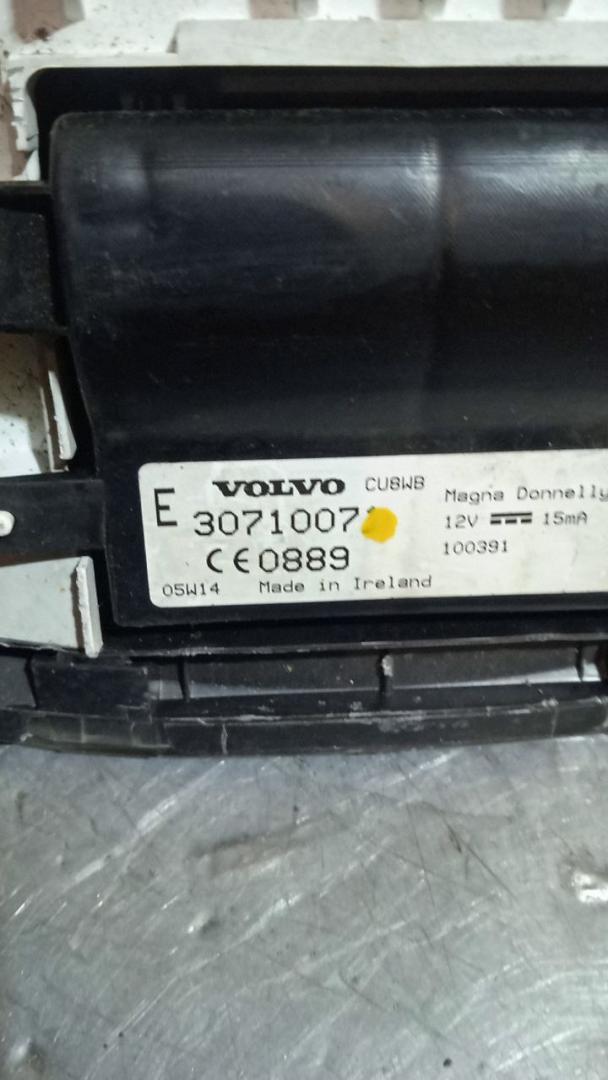 E VOLVO CU8WB
3071007
CE0889
05W14 Made in Ireland
Magna Donnelly
12V 15mA
100391